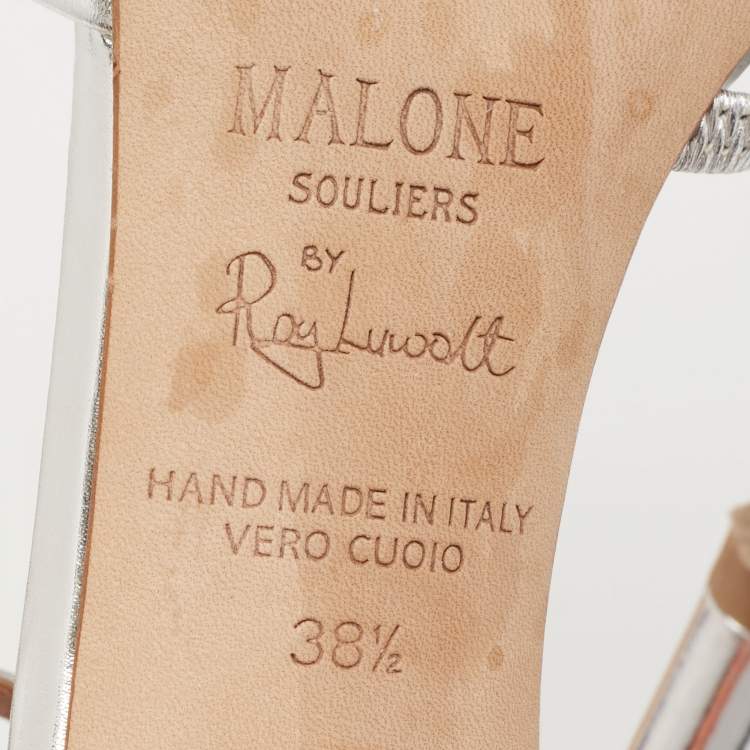 MALONE
SOULIERS
BY
Roy Luwolt
HAND MADE IN ITALY
VERO CUOIO
38½